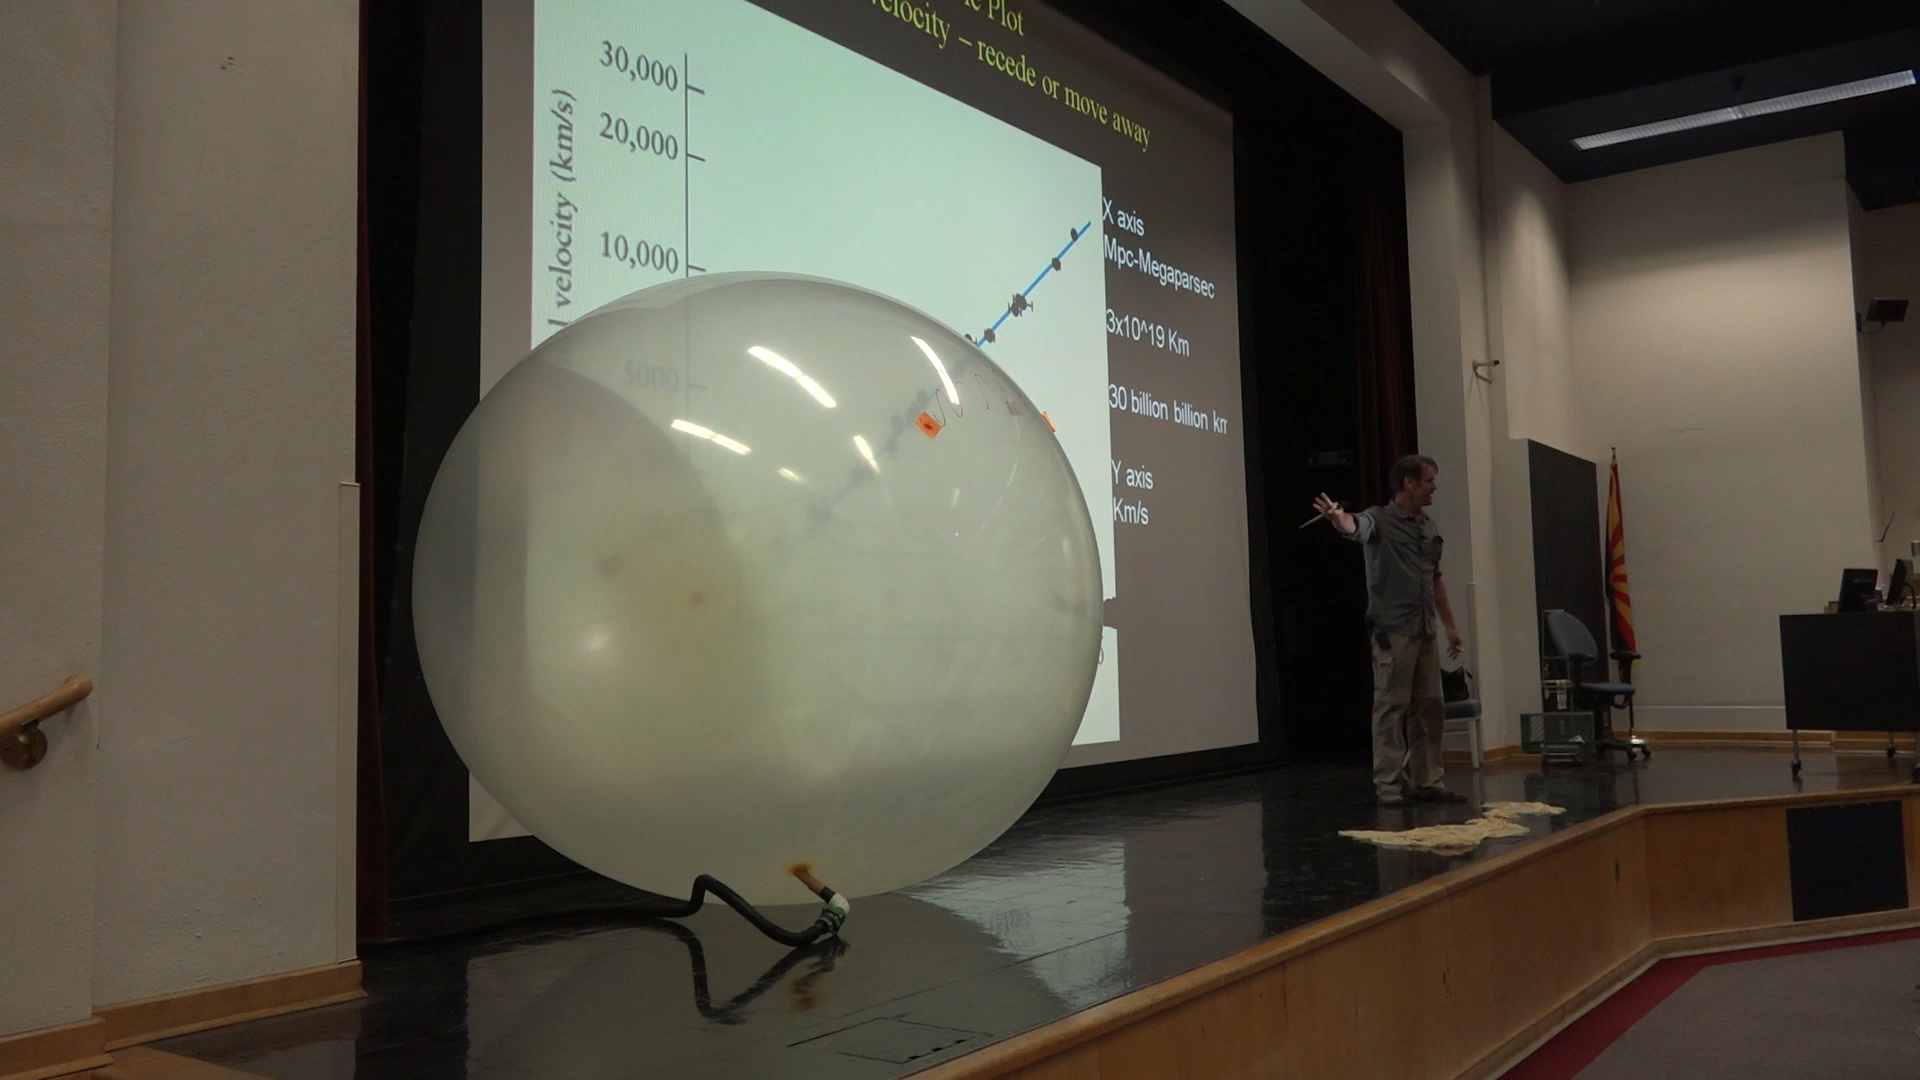 Plot
velocity – recede or move away
30,000
20,000
10,000
5000
velocity (km/s)
X axis
Mpc-Megaparsec
3x10^19 Km
30 billion billion km
Y axis
Km/s